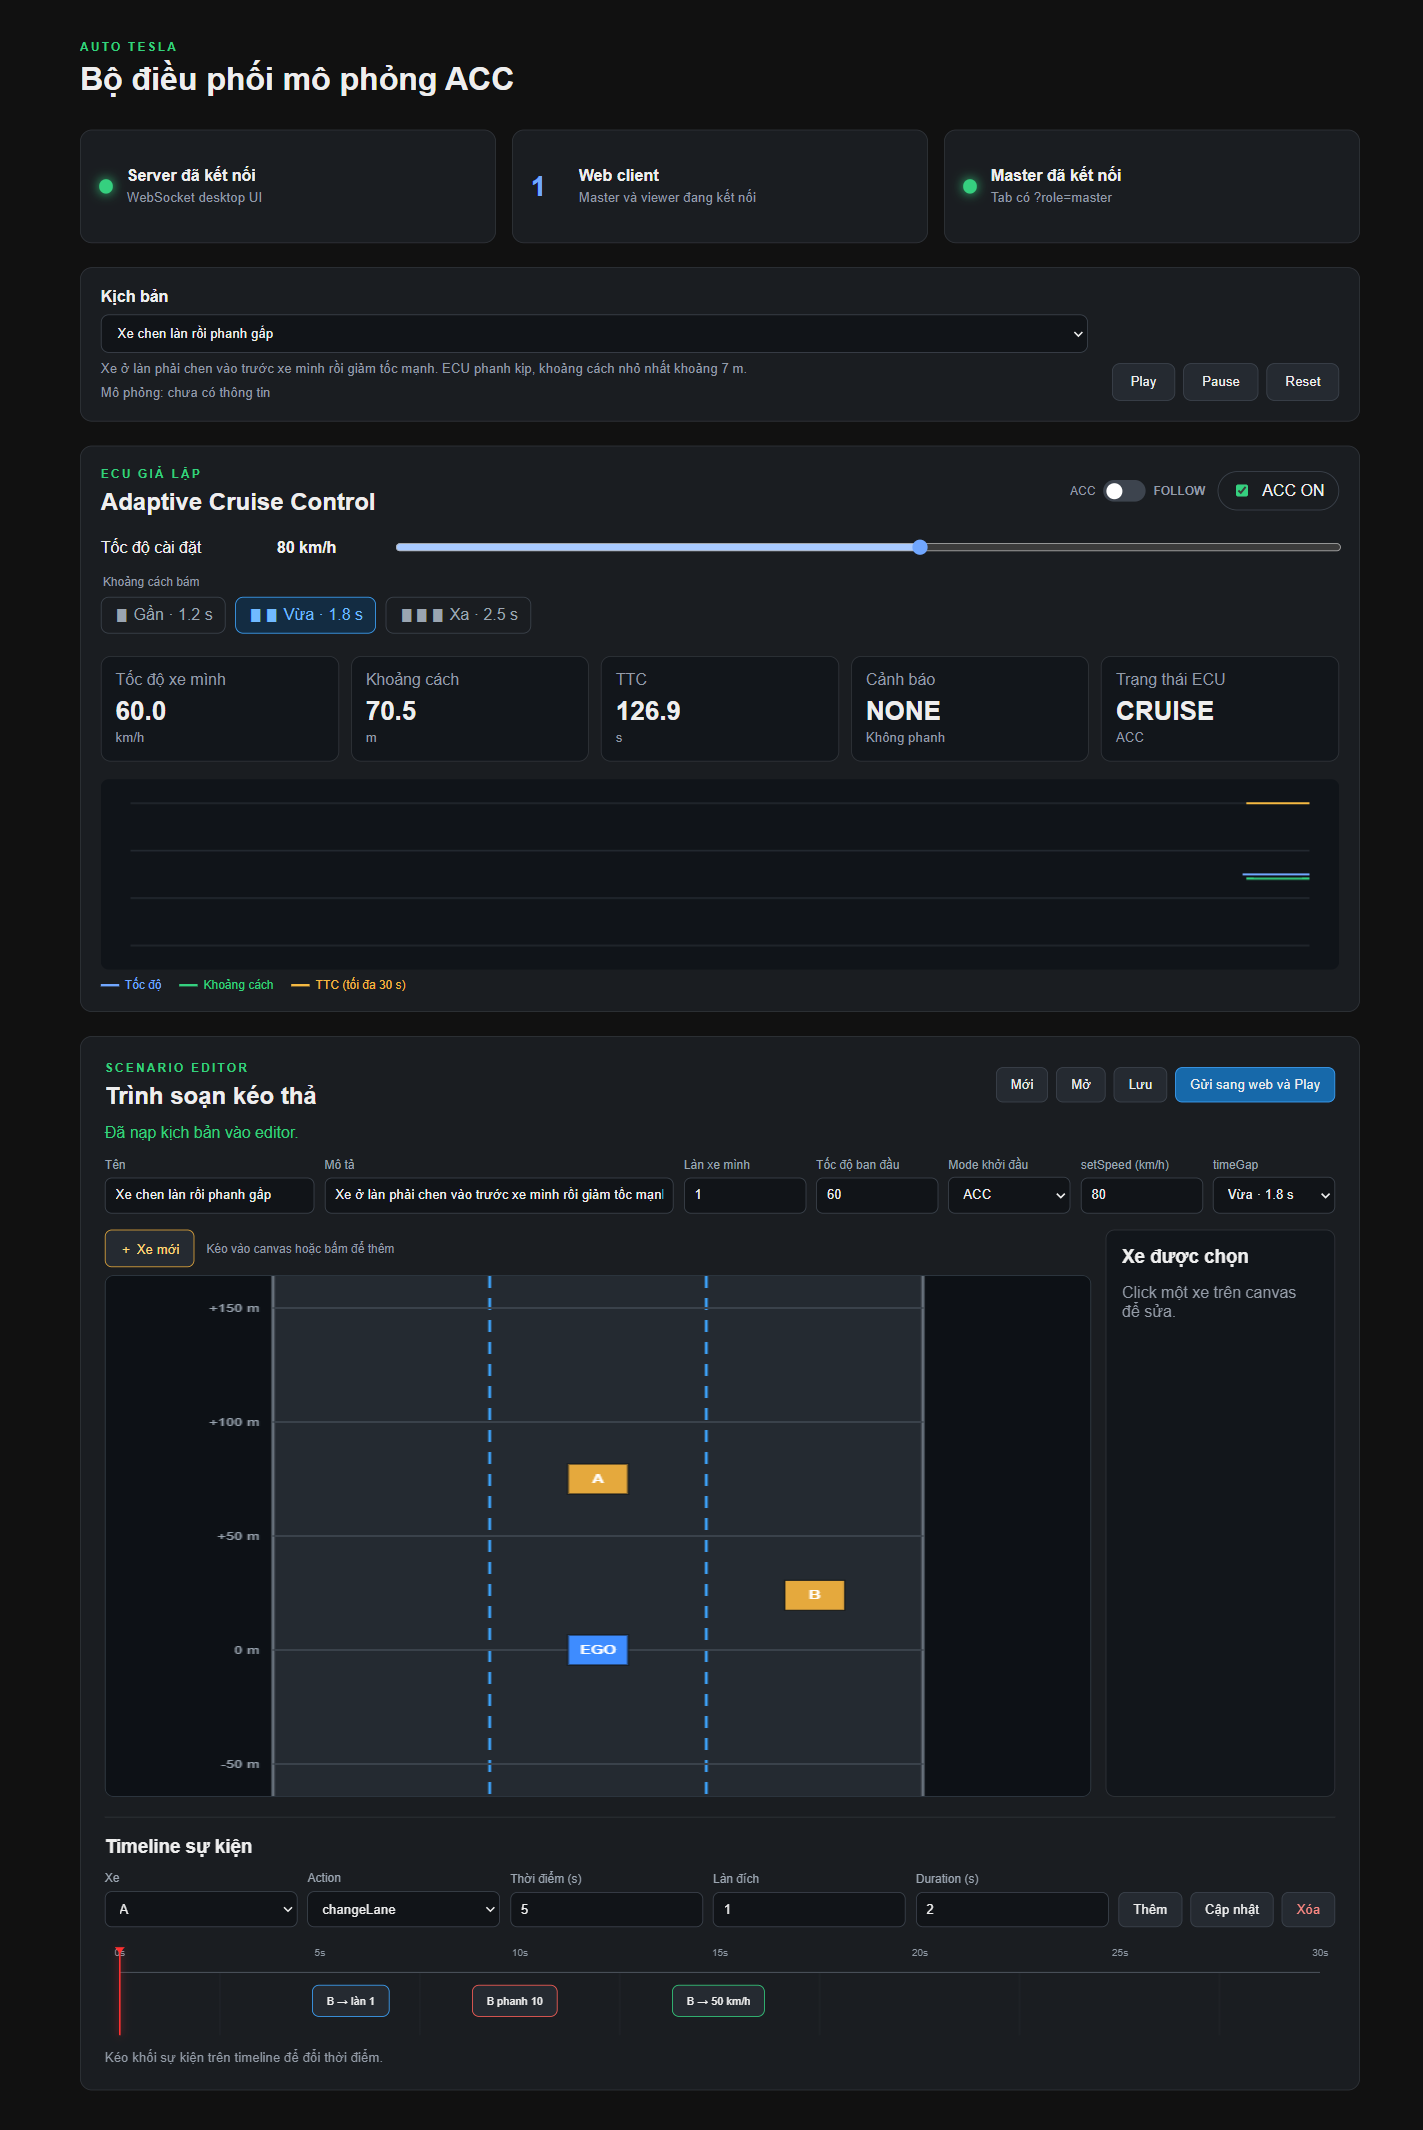 AUTO TESLA
Bộ điều phối mô phỏng ACC
Server đã kết nối
WebSocket desktop UI
1
Web client
Master và viewer đang kết nối
Master đã kết nối
Tab có ?role=master
Kịch bản
Xe chen làn rồi phanh gấp
Xe ở làn phải chen vào trước xe mình rồi giảm tốc mạnh. ECU phanh kịp, khoảng cách nhỏ nhất khoảng 7 m.
Mô phỏng: chưa có thông tin
Play
Pause
Reset
ECU GIẢ LẬP
Adaptive Cruise Control
ACC
FOLLOW
ACC ON
Tốc độ cài đặt
80 km/h
Khoảng cách bám
Gần · 1.2 s
Vừa · 1.8 s
Xa · 2.5 s
Tốc độ xe mình
60.0
km/h
Khoảng cách
70.5
m
TTC
126.9
s
Cảnh báo
NONE
Không phanh
Trạng thái ECU
CRUISE
ACC
Tốc độ
Khoảng cách
TTC (tối đa 30 s)
SCENARIO EDITOR
Trình soạn kéo thả
Mới
Mở
Lưu
Gửi sang web và Play
Đã nạp kịch bản vào editor.
Tên
Mô tả
Làn xe mình
Tốc độ ban đầu
Mode khởi đầu
setSpeed (km/h)
timeGap
Xe chen làn rồi phanh gấp
Xe ở làn phải chen vào trước xe mình rồi giảm tốc mạnh
1
60
ACC
80
Vừa · 1.8 s
+ Xe mới
Kéo vào canvas hoặc bấm để thêm
Xe được chọn
Click một xe trên canvas
để sửa.
+150 m
+100 m
A
+50 m
B
0 m
EGO
-50 m
Timeline sự kiện
Xe
Action
Thời điểm (s)
Làn đích
Duration (s)
A
changeLane
5
1
2
Thêm
Cập nhật
Xóa
0s
5s
10s
15s
20s
25s
30s
B → làn 1
B phanh 10
B → 50 km/h
Kéo khối sự kiện trên timeline để đổi thời điểm.